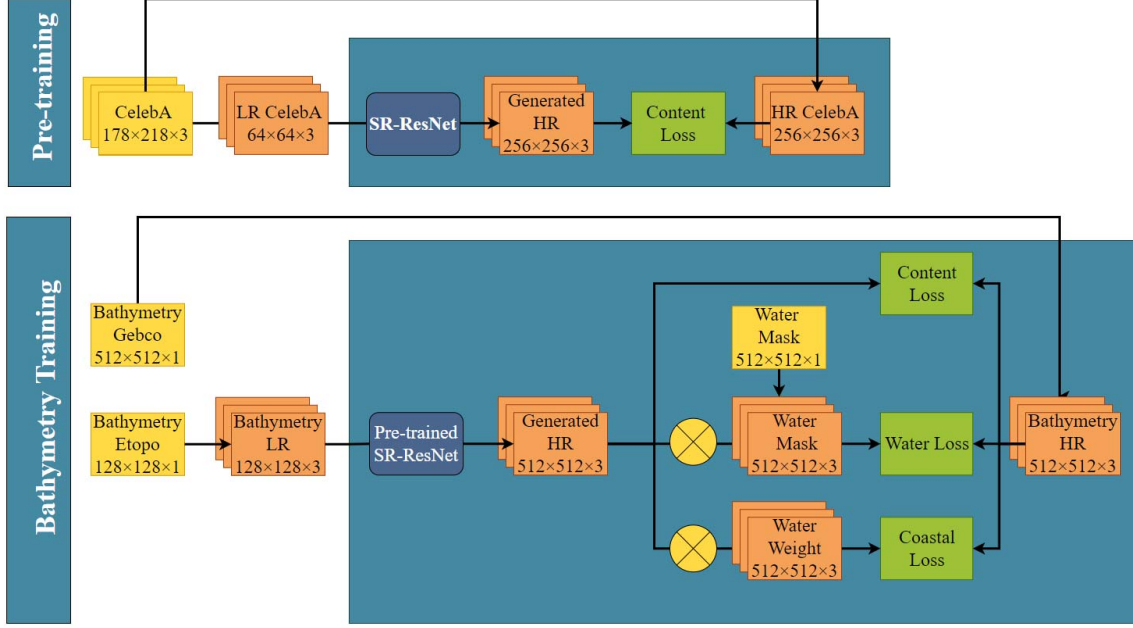 Pre-training
CelebA
178×218×3
LR CelebA
64×64×3
SR-ResNet
Generated
HR
256×256×3
Content
Loss
HR CelebA
256×256×3
Bathymetry Training
Bathymetry
Gebco
512×512×1
Bathymetry
Etopo
128×128×1
Bathymetry
LR
128×128×3
Pre-trained
SR-ResNet
Generated
HR
512×512×3
Water
Mask
512×512×1
Water
Mask
512×512×3
Water
Weight
512×512×3
Content
Loss
Water Loss
Coastal
Loss
Bathymetry
HR
512×512×3